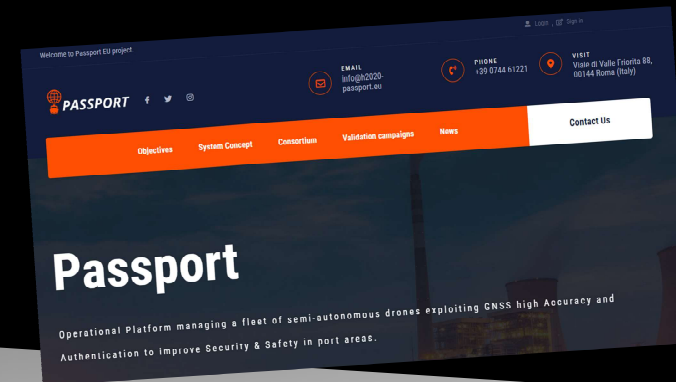 Welcome to Passport EU project
Login , Sign in
PASSPORT
EMAIL
info@h2020-
passport.eu
PHONE
+39 0744 61221
VISIT
Viale di Valle Fiorita 88,
00144 Roma (Italy)
Objectives
System Concept
Consortium
Validation campaigns
News
Contact Us
Passport
Operational Platform managing a fleet of semi-autonomous drones exploiting GNSS high Accuracy and
Authentication to improve Security & Safety in port areas.